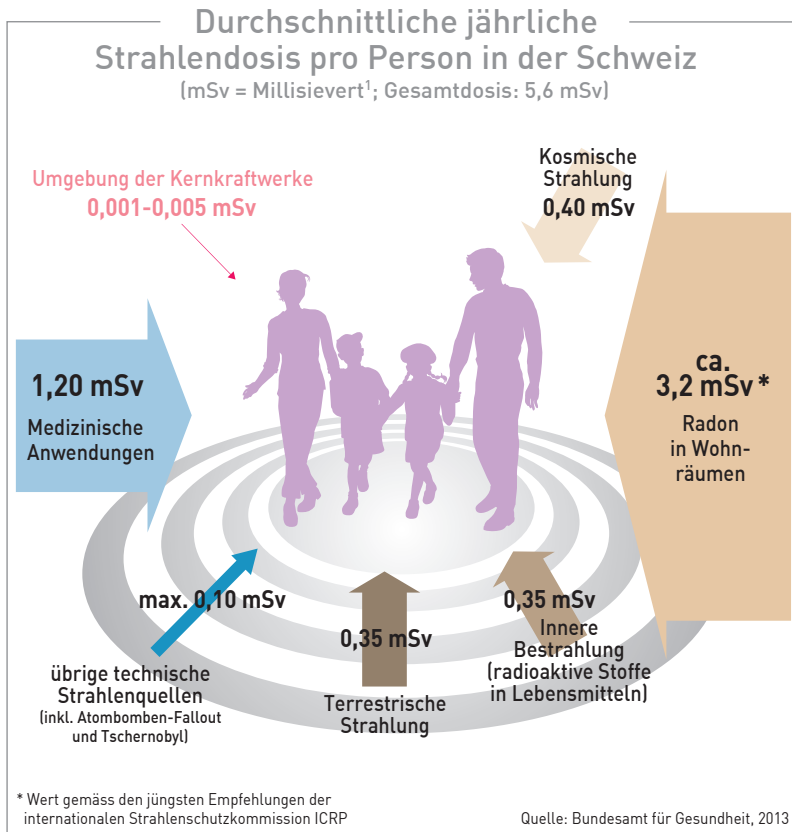 Durchschnittliche jährliche
Strahlendosis pro Person in der Schweiz
(mSv = Millisievert¹; Gesamtdosis: 5,6 mSv)
Umgebung der Kernkraftwerke
0,001-0,005 mSv
Kosmische
Strahlung
0,40 mSv
1,20 mSv
Medizinische
Anwendungen
ca.
3,2 mSv *
Radon
in Wohn-
räumen
max. 0,10 mSv
übrige technische
Strahlenquellen
(inkl. Atombomben-Fallout
und Tschernobyl)
0,35 mSv
Terrestrische
Strahlung
0,35 mSv
Innere
Bestrahlung
(radioaktive Stoffe
in Lebensmitteln)
* Wert gemäss den jüngsten Empfehlungen der
internationalen Strahlenschutzkommission ICRP
Quelle: Bundesamt für Gesundheit, 2013